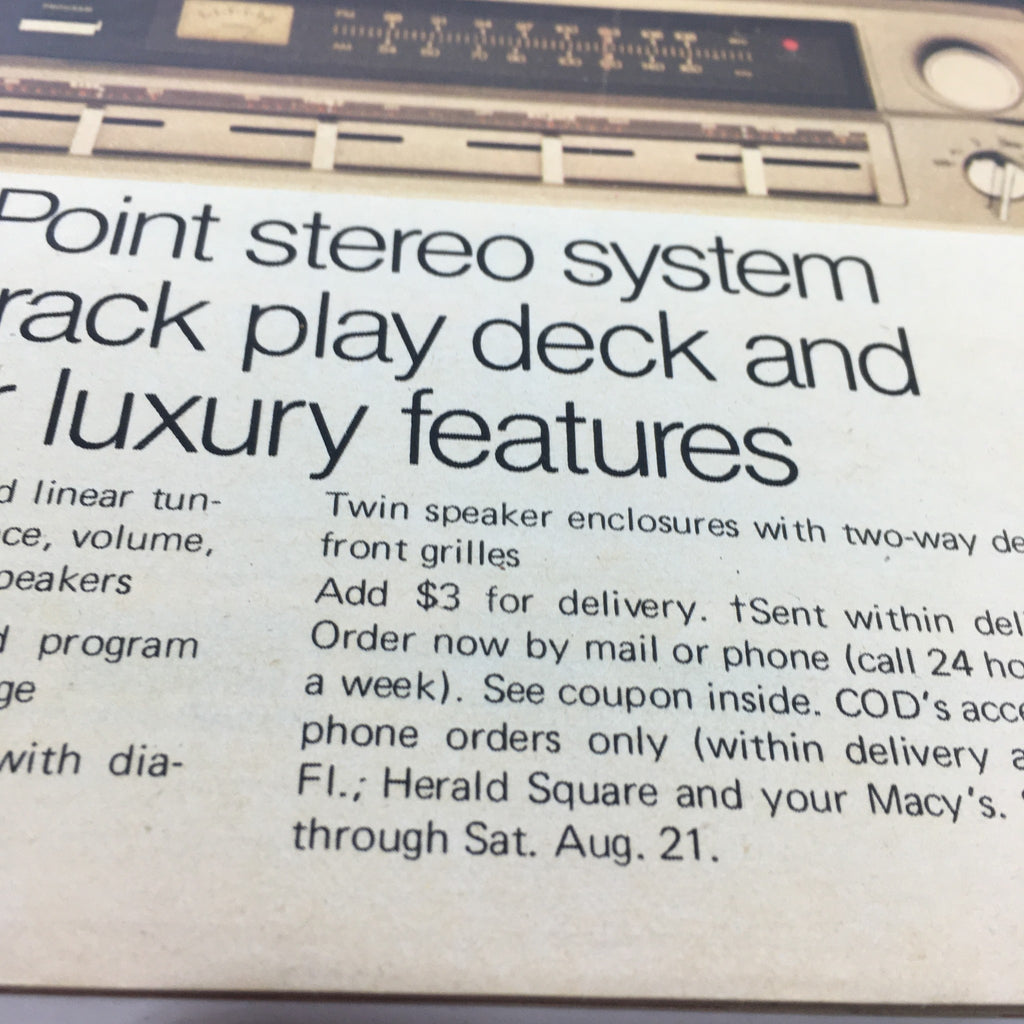 Point stereo system
rack play deck and
luxury features
d linear tun-
ce, volume,
peakers
d program
ge
with dia-
Twin speaker enclosures with two-way de
front grilles
Add $3 for delivery. †Sent within del
Order now by mail or phone (call 24 ho
a week). See coupon inside. COD's acce
phone orders only (within delivery a
Fl.; Herald Square and your Macy's.
through Sat. Aug. 21.